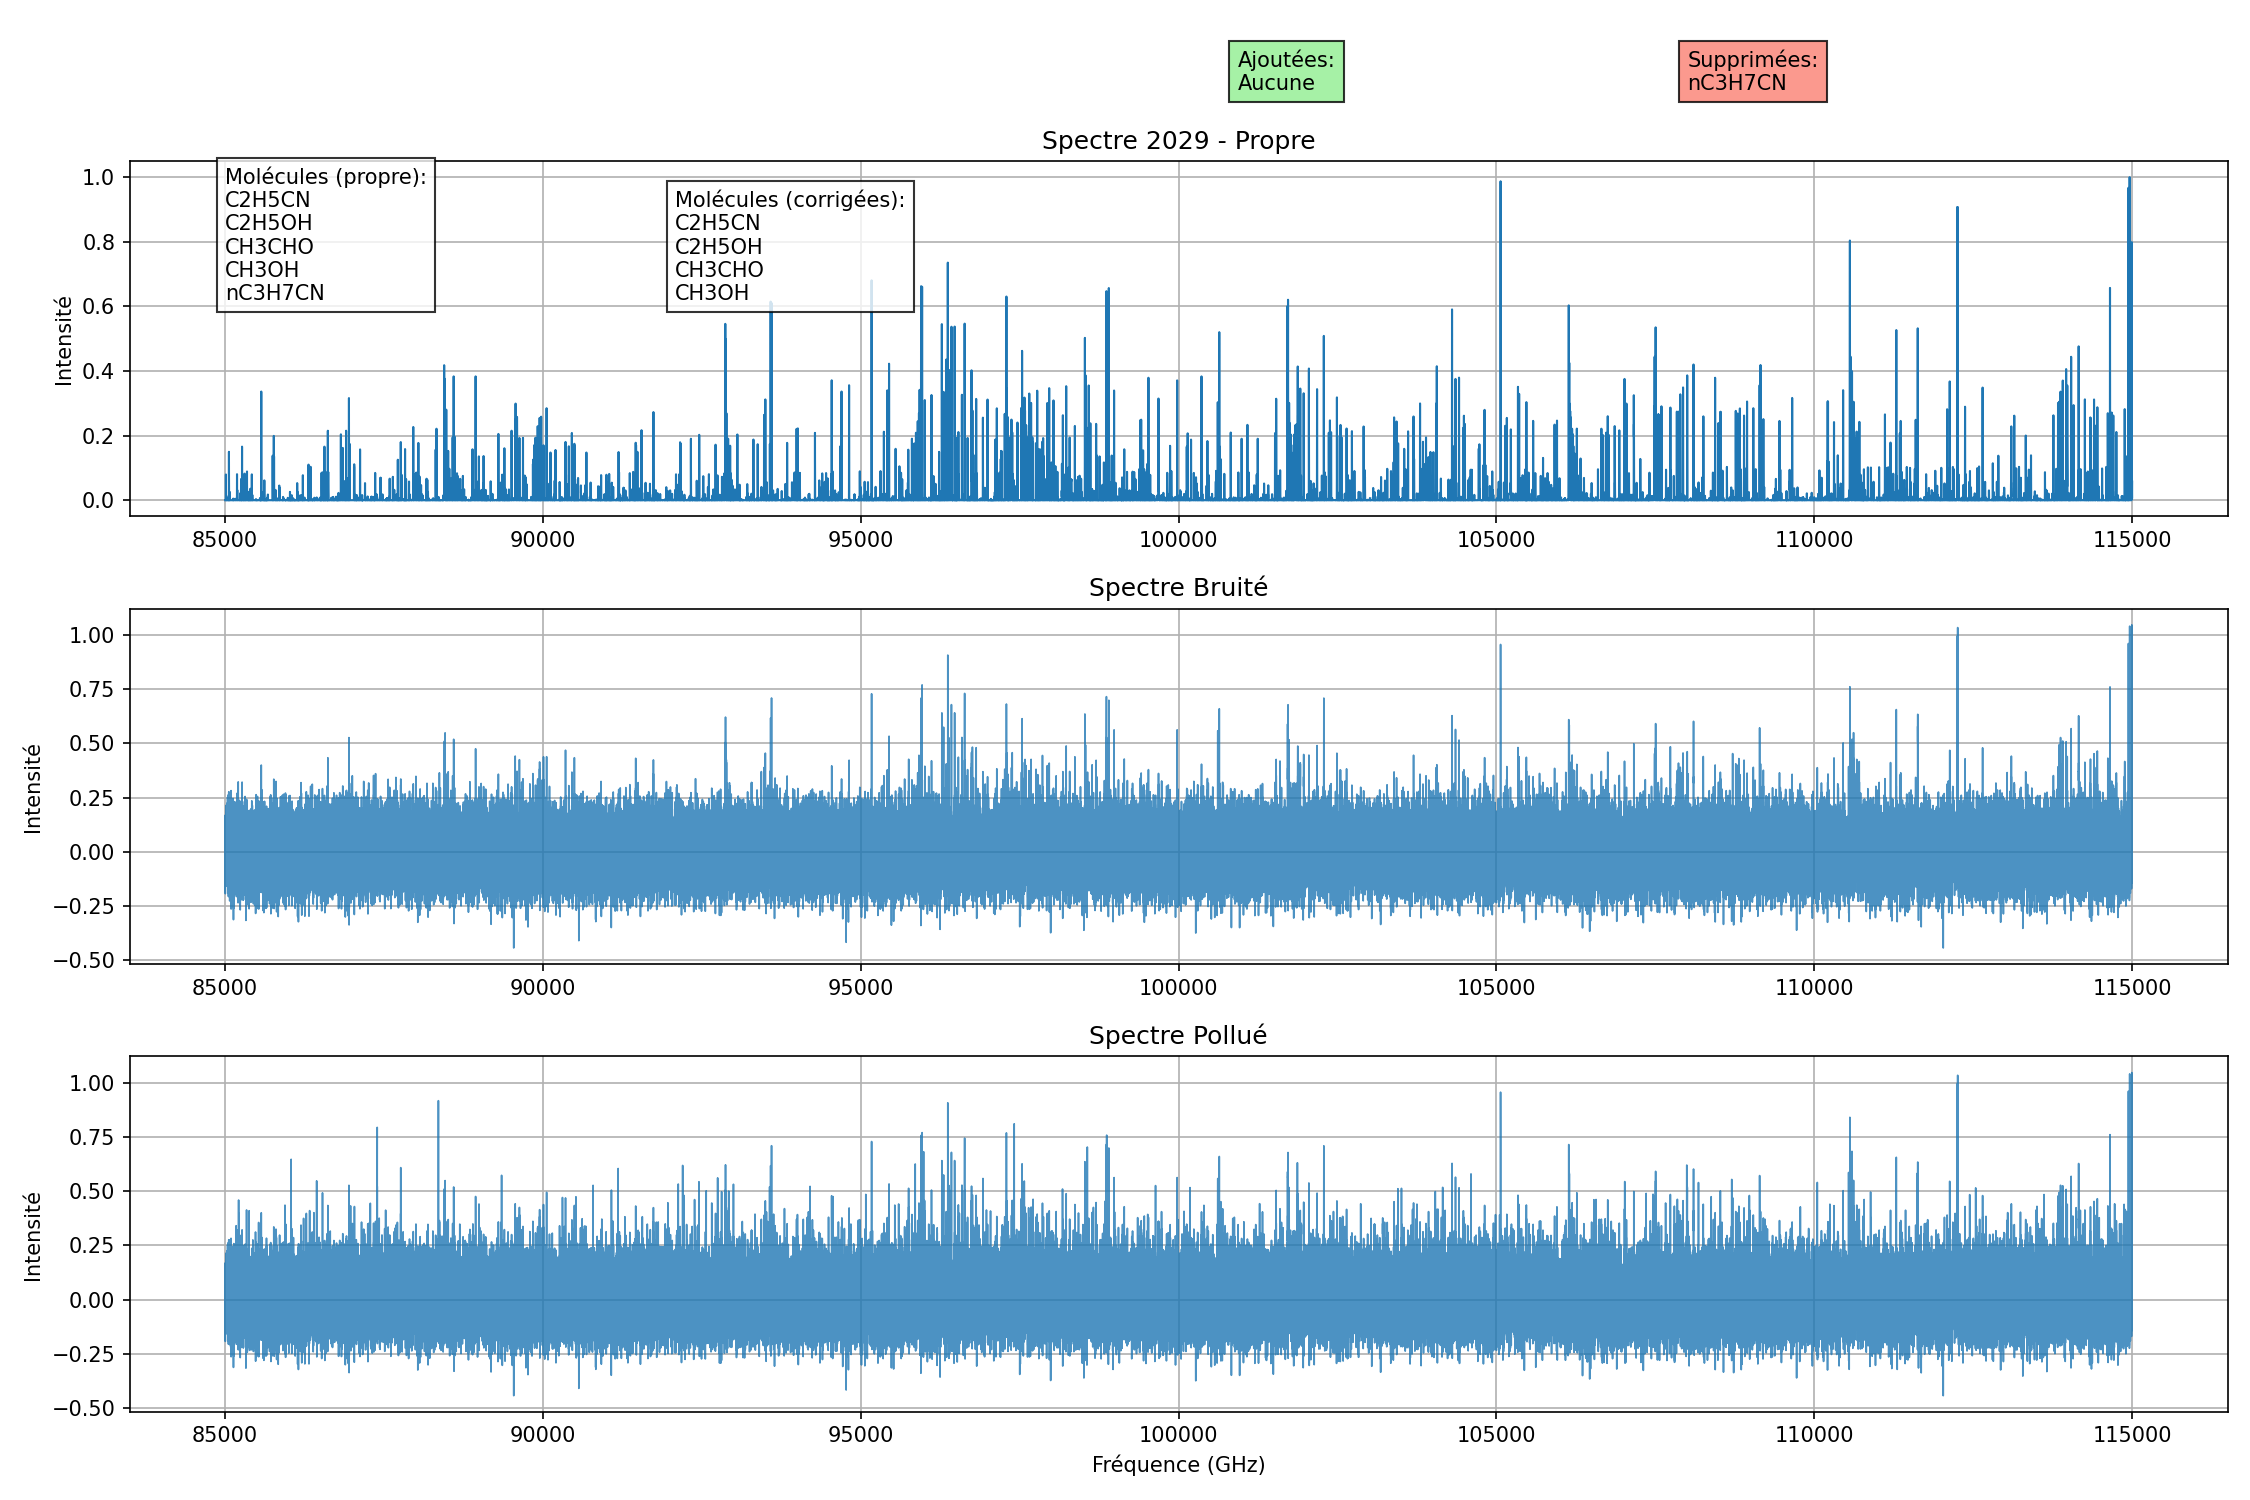 Ajoutées:
Aucune
Supprimées:
nC3H7CN
Spectre 2029 - Propre
Molécules (propre):
C2H5CN
C2H5OH
CH3CHO
CH3OH
nC3H7CN
Molécules (corrigées):
C2H5CN
C2H5OH
CH3CHO
CH3OH
Intensité
1.0
0.8
0.6
0.4
0.2
0.0
85000 90000 95000 100000 105000 110000 115000
Spectre Bruité
Intensité
1.00
0.75
0.50
0.25
0.00
−0.25
−0.50
85000 90000 95000 100000 105000 110000 115000
Spectre Pollué
Intensité
1.00
0.75
0.50
0.25
0.00
−0.25
−0.50
85000 90000 95000 100000 105000 110000 115000
Fréquence (GHz)